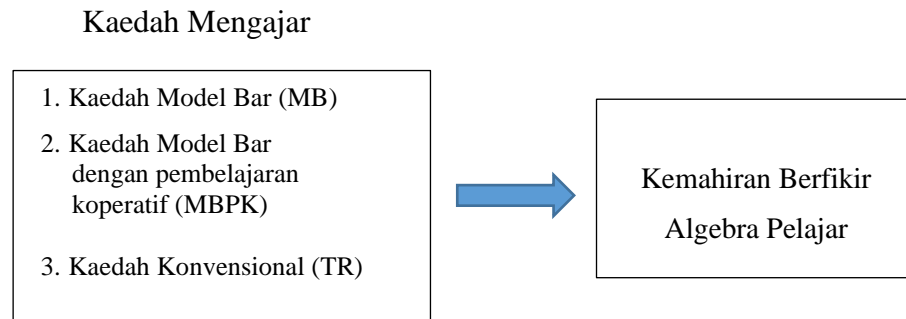 Kaedah Mengajar
1. Kaedah Model Bar (MB)
2. Kaedah Model Bar
dengan pembelajaran
koperatif (MBPK)
3. Kaedah Konvensional (TR)
Kemahiran Berfikir
Algebra Pelajar